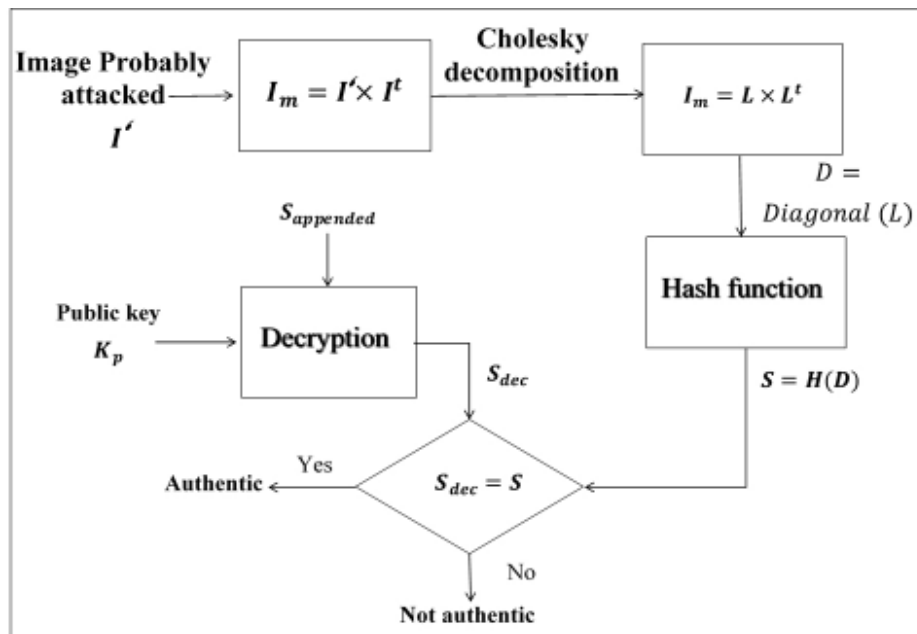 Image Probably
attacked
I‘
I_m = I‘ × I^t
Cholesky
decomposition
I_m = L × L^t
D =
Diagonal (L)
Hash function
S = H(D)
S_appended
Public key
K_p
Decryption
S_dec
S_dec = S
Yes
Authentic
No
Not authentic